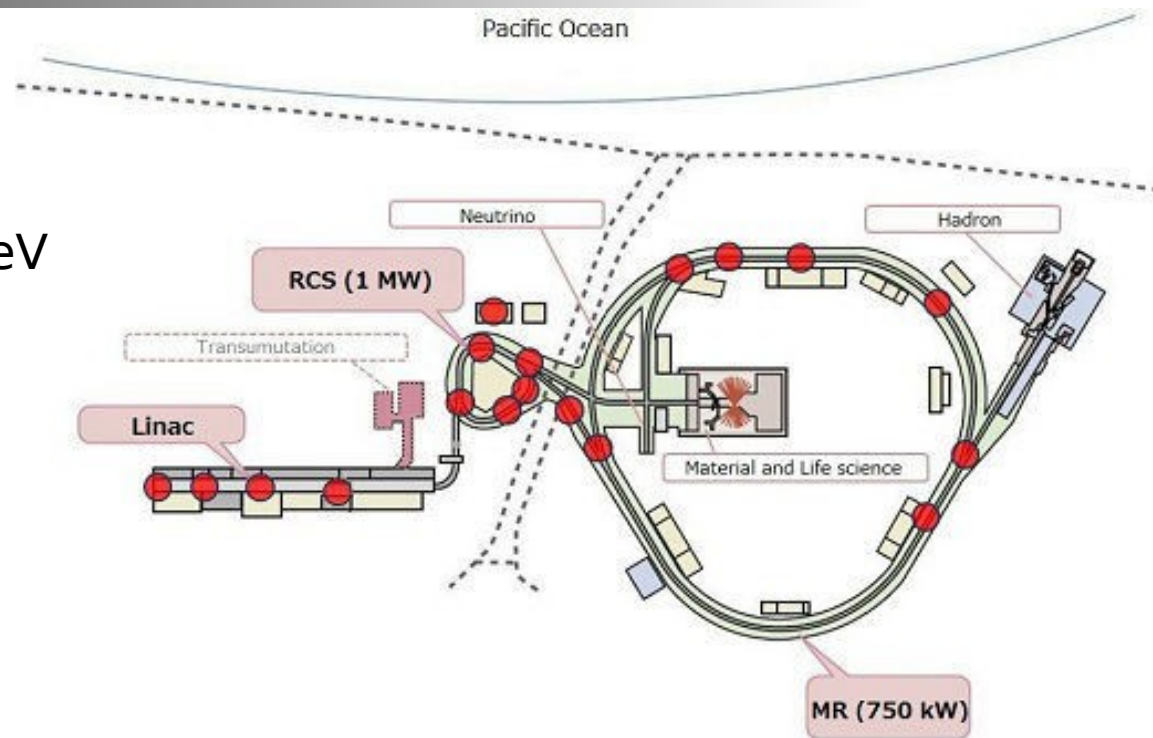 Pacific Ocean
Neutrino
Hadron
eV
RCS (1 MW)
Transumutation
Linac
Material and Life science
MR (750 kW)